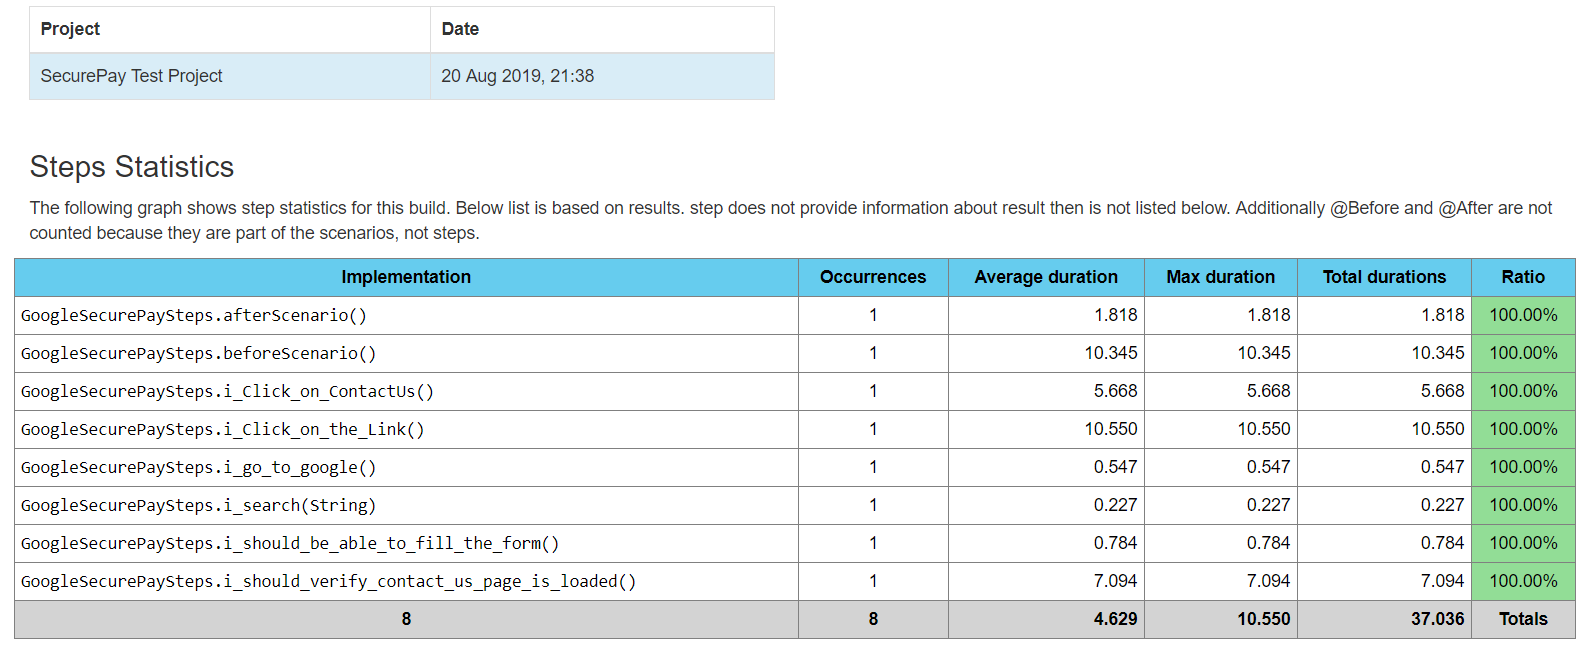 Project Date
SecurePay Test Project 20 Aug 2019, 21:38
Steps Statistics
The following graph shows step statistics for this build. Below list is based on results. step does not provide information about result then is not listed below. Additionally @Before and @After are not
counted because they are part of the scenarios, not steps.
Implementation Occurrences Average duration Max duration Total durations Ratio
GoogleSecurePaySteps.afterScenario() 1 1.818 1.818 1.818 100.00%
GoogleSecurePaySteps.beforeScenario() 1 10.345 10.345 10.345 100.00%
GoogleSecurePaySteps.i_Click_on_ContactUs() 1 5.668 5.668 5.668 100.00%
GoogleSecurePaySteps.i_Click_on_the_Link() 1 10.550 10.550 10.550 100.00%
GoogleSecurePaySteps.i_go_to_google() 1 0.547 0.547 0.547 100.00%
GoogleSecurePaySteps.i_search(String) 1 0.227 0.227 0.227 100.00%
GoogleSecurePaySteps.i_should_be_able_to_fill_the_form() 1 0.784 0.784 0.784 100.00%
GoogleSecurePaySteps.i_should_verify_contact_us_page_is_loaded() 1 7.094 7.094 7.094 100.00%
8 8 4.629 10.550 37.036 Totals